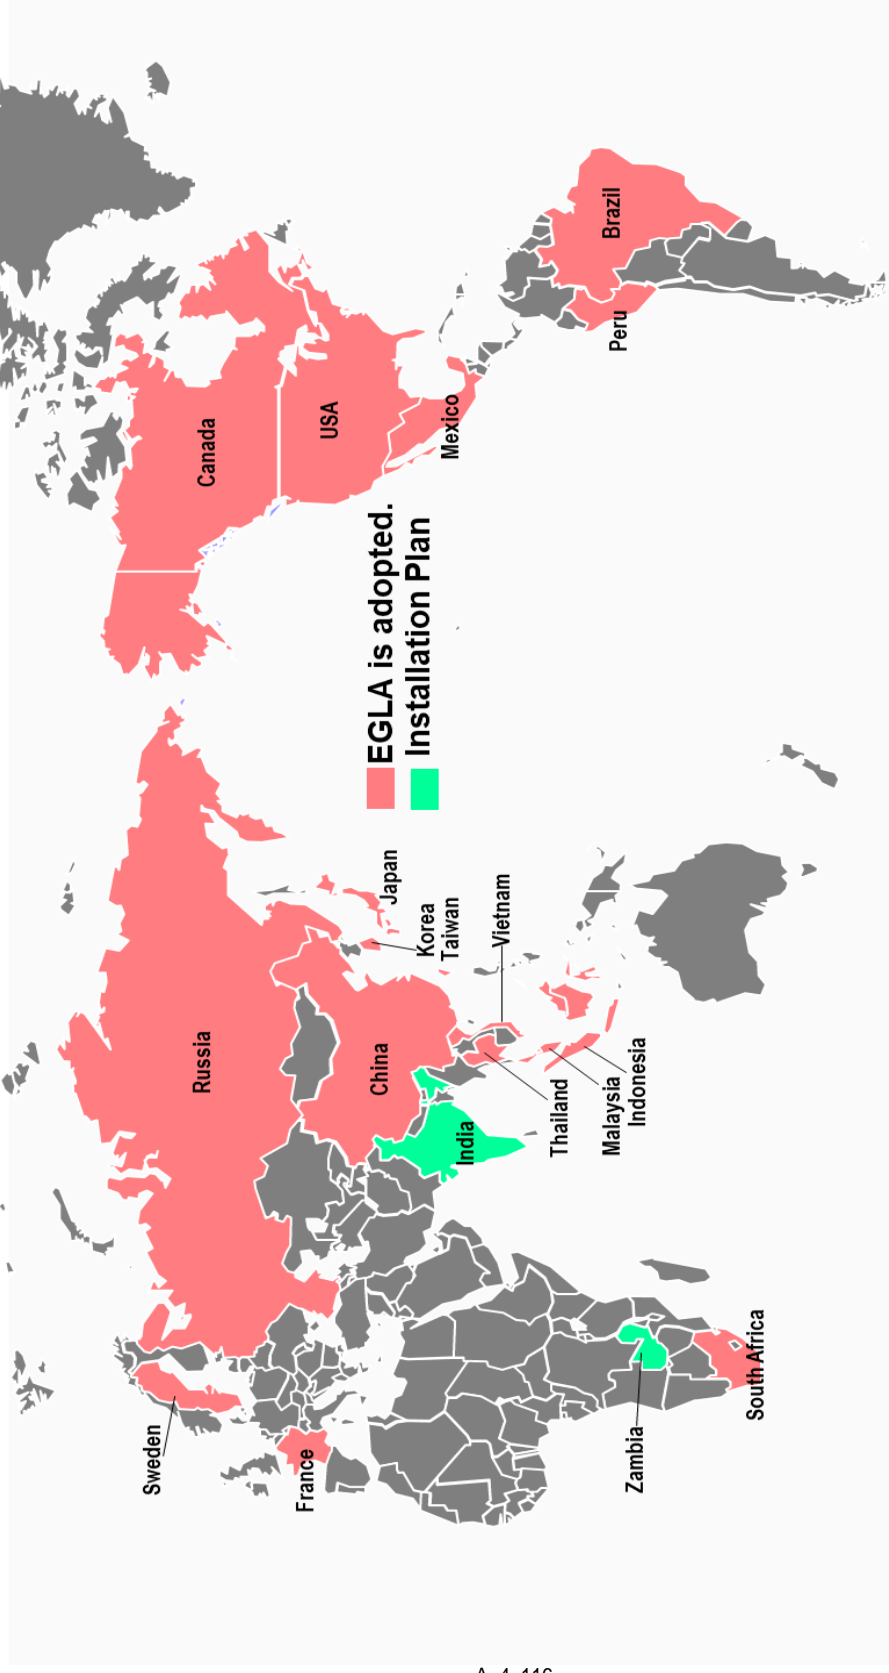 Sweden
France
Russia
China
India
Korea
Taiwan
Japan
Vietnam
Thailand
Malaysia
Indonesia
Zambia
South Africa
EGLA is adopted.
Installation Plan
Canada
USA
Mexico
Peru
Brazil